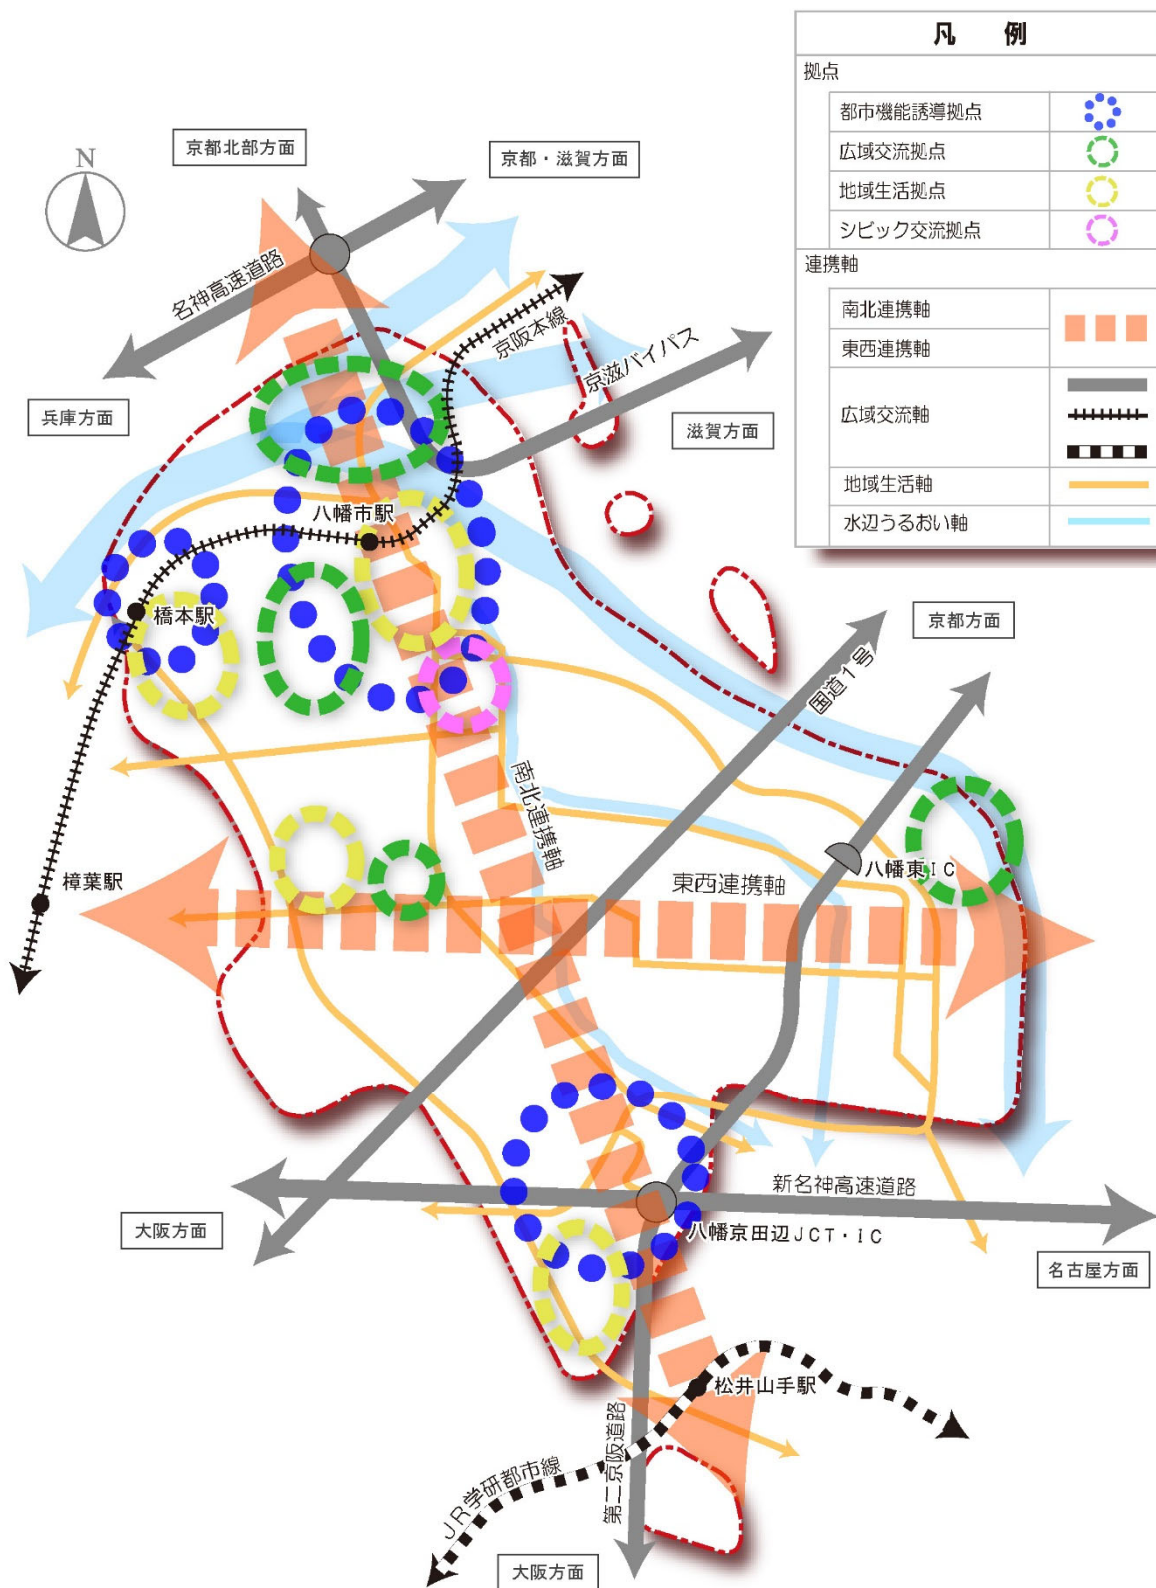 凡 例
拠点
都市機能誘導拠点
広域交流拠点
地域生活拠点
シビック交流拠点
連携軸
南北連携軸
東西連携軸
広域交流軸
地域生活軸
水辺うるおい軸
京都北部方面
京都・滋賀方面
N
名神高速道路
京阪本線
京滋バイパス
兵庫方面
滋賀方面
八幡市駅
橋本駅
京都方面
国道1号
南北連携軸
樟葉駅
東西連携軸
八幡東IC
新名神高速道路
大阪方面
八幡京田辺JCT・IC
名古屋方面
松井山手駅
第二京阪道路
JR学研都市線
大阪方面